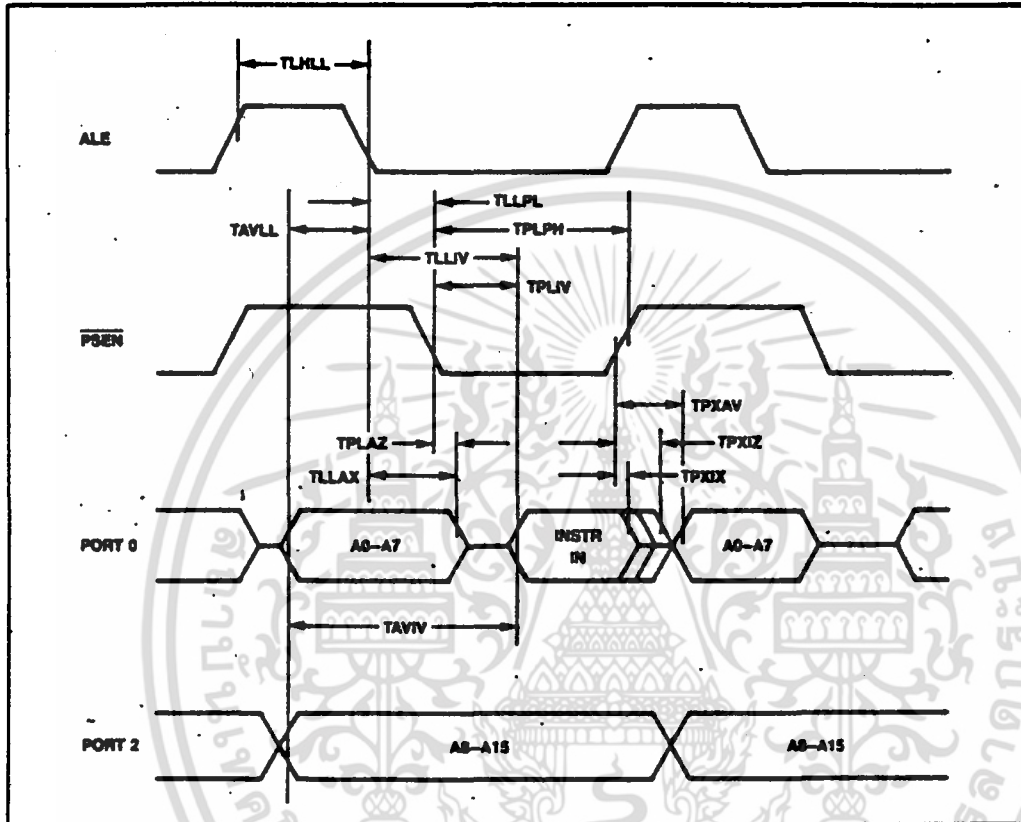 TLHLL
ALE
TLLPL
TAVLL
TPLPH
TLLIV
TPLIV
PSEN
TPXAV
TPLAZ
TPXIZ
TLLAX
TPXIX
PORT 0
A0–A7
INSTR
IN
A0–A7
TAVIV
PORT 2
A8–A15
A8–A15